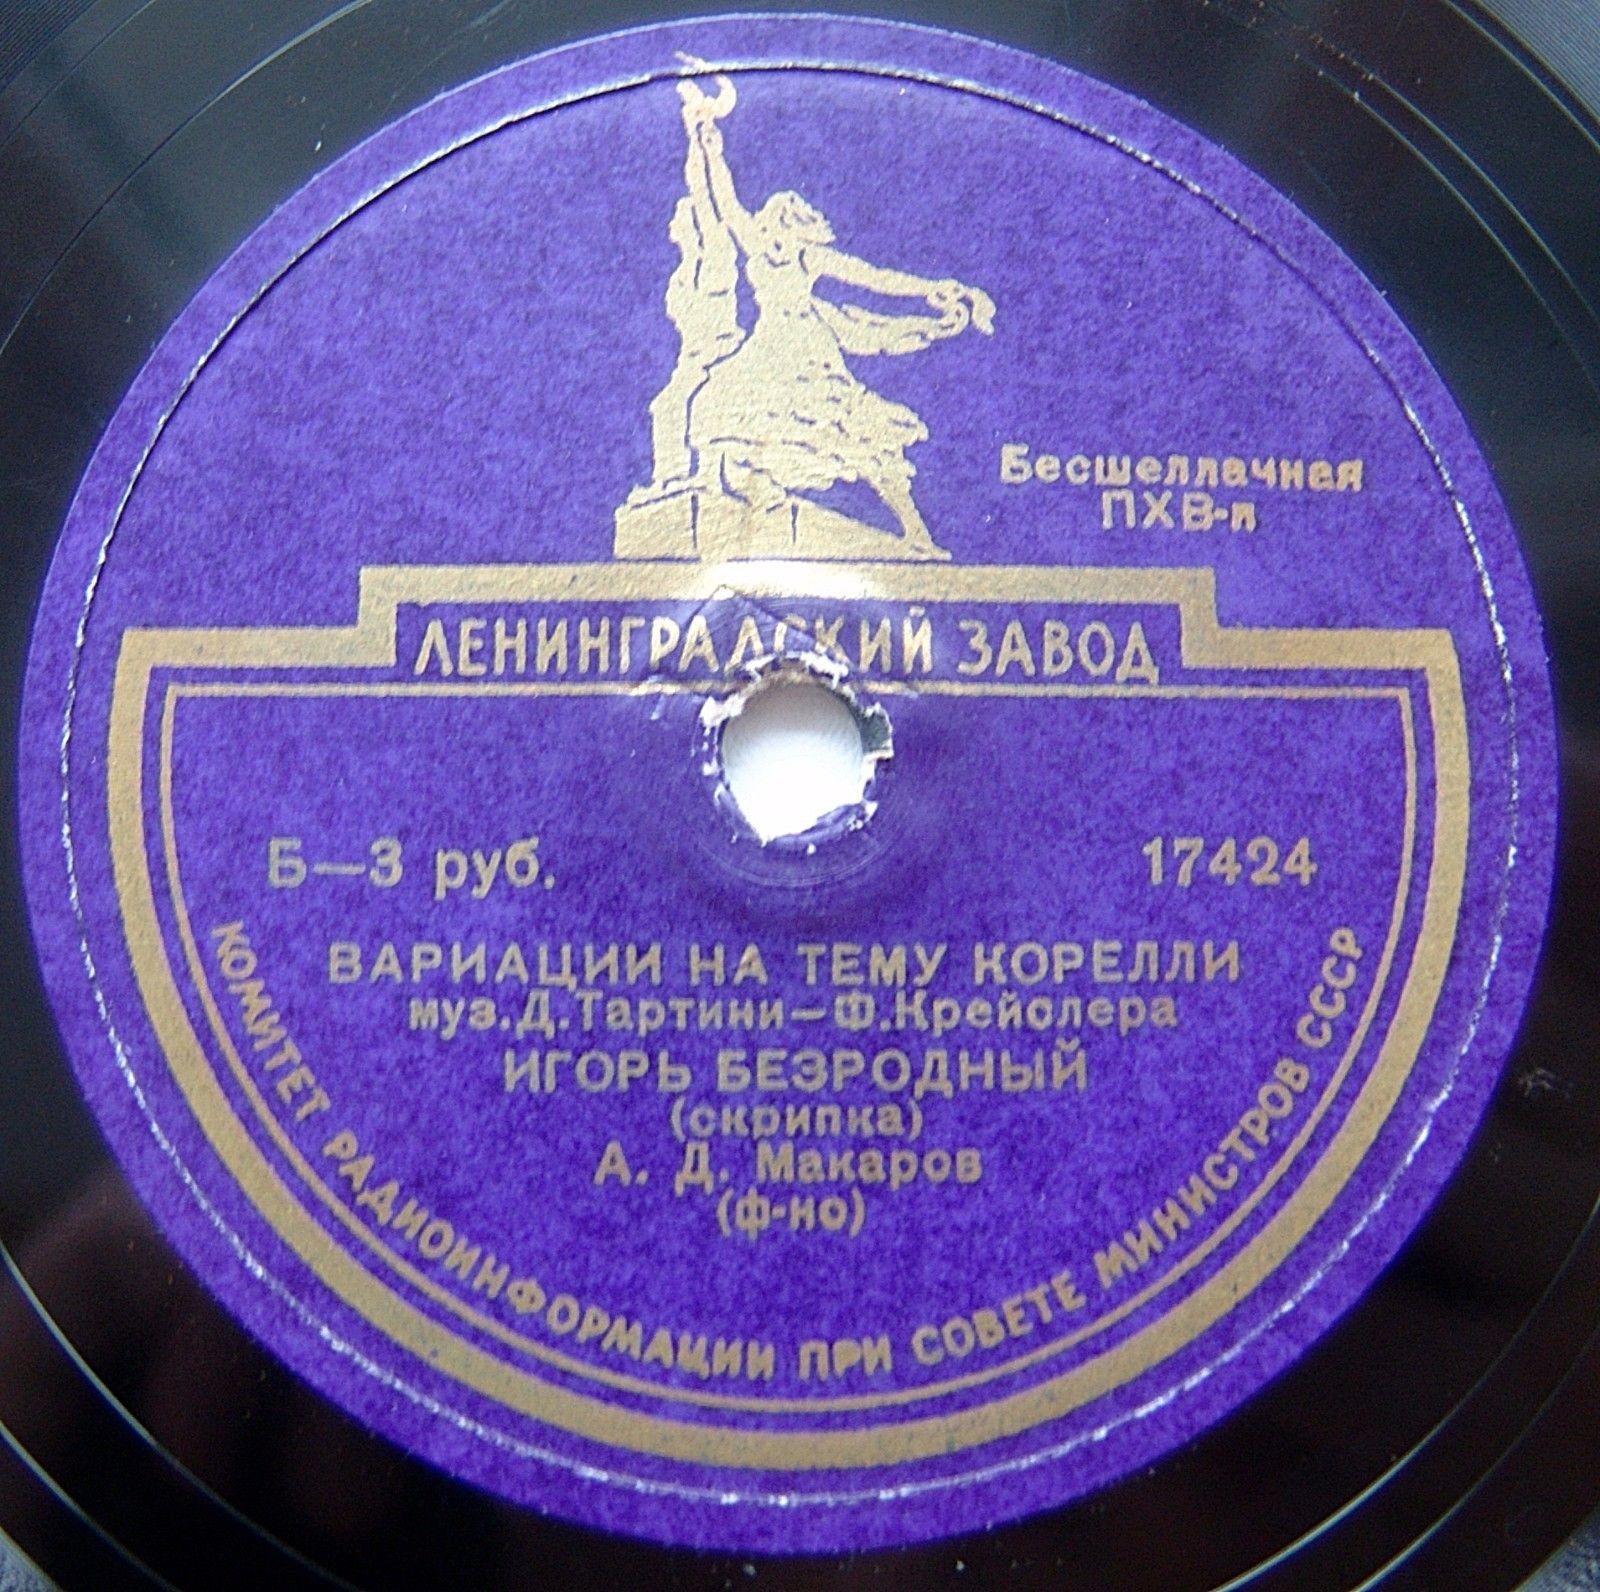 Бесшеллачная
ПХВ-п
ЛЕНИНГРАДСКИЙ ЗАВОД
Б—3 руб.
17424
ВАРИАЦИИ НА ТЕМУ КОРЕЛЛИ
муз.Д.Тартини—Ф.Крейслера
ИГОРЬ БЕЗРОДНЫЙ
(скрипка)
А. Д. Макаров
(ф-но)
КОМИТЕТ РАДИОИНФОРМАЦИИ ПРИ СОВЕТЕ МИНИСТРОВ СССР